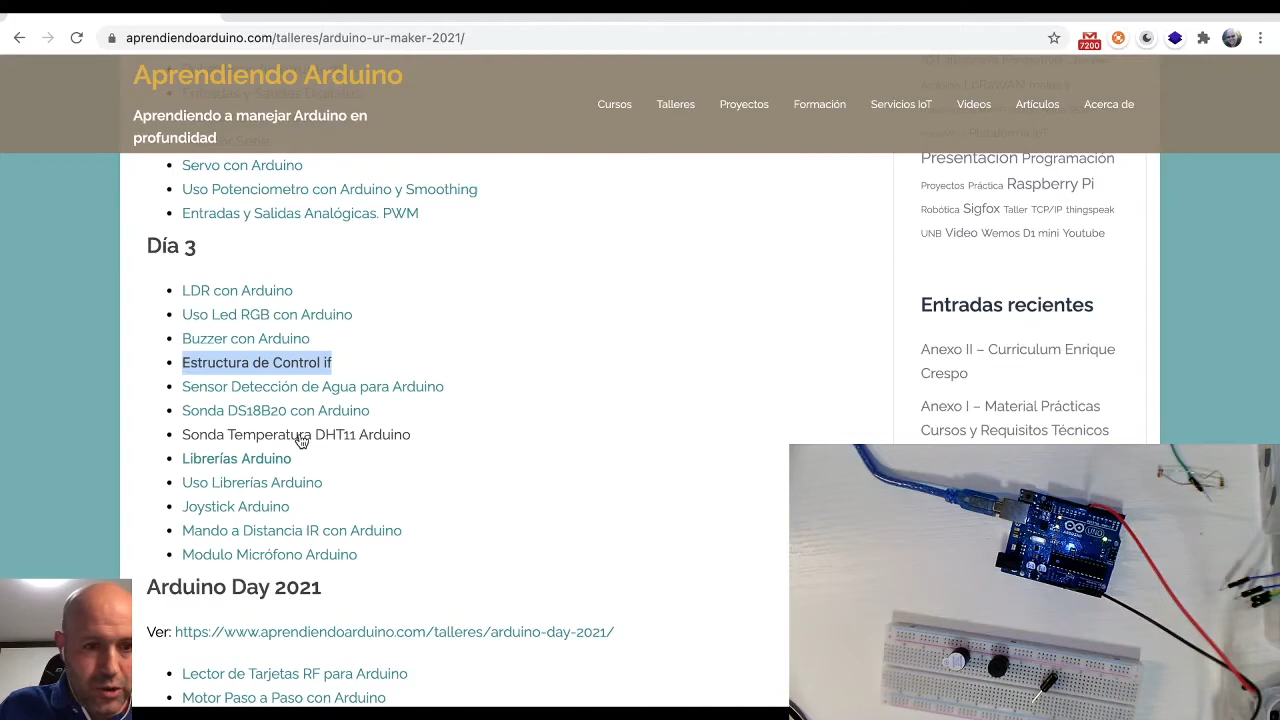 aprendiendoarduino.com/talleres/arduino-ur-maker-2021/
7200
Aprendiendo Arduino
Aprendiendo a manejar Arduino en
profundidad
Cursos
Talleres
Proyectos
Formación
Servicios IoT
Videos
Artículos
Acerca de
Servo con Arduino
Uso Potenciometro con Arduino y Smoothing
Entradas y Salidas Analógicas. PWM
Día 3
LDR con Arduino
Uso Led RGB con Arduino
Buzzer con Arduino
Estructura de Control if
Sensor Detección de Agua para Arduino
Sonda DS18B20 con Arduino
Sonda Temperatura DHT11 Arduino
Librerías Arduino
Uso Librerías Arduino
Joystick Arduino
Mando a Distancia IR con Arduino
Modulo Micrófono Arduino
Arduino Day 2021
Ver: https://www.aprendiendoarduino.com/talleres/arduino-day-2021/
Lector de Tarjetas RF para Arduino
Motor Paso a Paso con Arduino
Presentación Programación
Proyectos Práctica Raspberry Pi
Robótica Sigfox Taller TCP/IP thingspeak
UNB Video Wemos D1 mini Youtube
Entradas recientes
Anexo II – Curriculum Enrique
Crespo
Anexo I – Material Prácticas
Cursos y Requisitos Técnicos
UNO